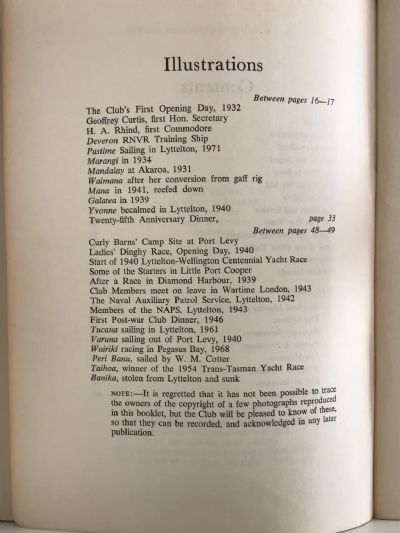 Illustrations
Between pages 16—17
The Club's First Opening Day, 1932
Geoffrey Curtis, first Hon. Secretary
H. A. Rhind, first Commodore
Deveron RNVR Training Ship
Pastime Sailing in Lyttelton, 1971
Marangi in 1934
Mandalay at Akaroa, 1931
Waimana after her conversion from gaff rig
Mana in 1941, reefed down
Galatea in 1939
Yvonne becalmed in Lyttelton, 1940
Twenty-fifth Anniversary Dinner, page 33
Between pages 48—49
Curly Barns' Camp Site at Port Levy
Ladies' Dinghy Race, Opening Day, 1940
Start of 1940 Lyttelton-Wellington Centennial Yacht Race
Some of the Starters in Little Port Cooper
After a Race in Diamond Harbour, 1939
Club Members meet on leave in Wartime London, 1943
The Naval Auxiliary Patrol Service, Lyttelton, 1942
Members of the NAPS, Lyttelton, 1943
First Post-war Club Dinner, 1946
Tucana sailing in Lyttelton, 1961
Varuna sailing out of Port Levy, 1940
Wairiki racing in Pegasus Bay, 1968
Peri Banu, sailed by W. M. Cotter
Taihoa, winner of the 1954 Trans-Tasman Yacht Race
Banika, stolen from Lyttelton and sunk
NOTE:—It is regretted that it has not been possible to trace
the owners of the copyright of a few photographs reproduced
in this booklet, but the Club will be pleased to know of these,
so that they can be recorded, and acknowledged in any later
publication.